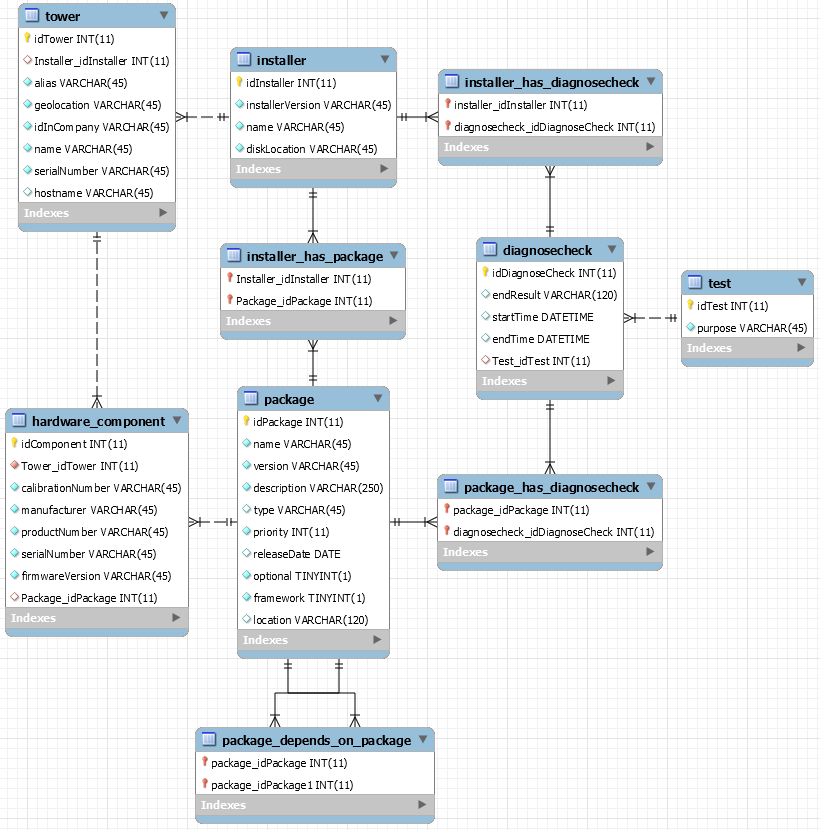 tower
idTower INT(11)
Installer_idInstaller INT(11)
alias VARCHAR(45)
geolocation VARCHAR(45)
idInCompany VARCHAR(45)
name VARCHAR(45)
serialNumber VARCHAR(45)
hostname VARCHAR(45)
Indexes
installer
idInstaller INT(11)
installerVersion VARCHAR(45)
name VARCHAR(45)
diskLocation VARCHAR(45)
Indexes
installer_has_diagnosecheck
installer_idInstaller INT(11)
diagnosecheck_idDiagnoseCheck INT(11)
Indexes
installer_has_package
Installer_idInstaller INT(11)
Package_idPackage INT(11)
Indexes
diagnosecheck
idDiagnoseCheck INT(11)
endResult VARCHAR(120)
startTime DATETIME
endTime DATETIME
Test_idTest INT(11)
Indexes
test
idTest INT(11)
purpose VARCHAR(45)
Indexes
hardware_component
idComponent INT(11)
Tower_idTower INT(11)
calibrationNumber VARCHAR(45)
manufacturer VARCHAR(45)
productNumber VARCHAR(45)
serialNumber VARCHAR(45)
firmwareVersion VARCHAR(45)
Package_idPackage INT(11)
Indexes
package
idPackage INT(11)
name VARCHAR(45)
version VARCHAR(45)
description VARCHAR(250)
type VARCHAR(45)
priority INT(11)
releaseDate DATE
optional TINYINT(1)
framework TINYINT(1)
location VARCHAR(120)
Indexes
package_has_diagnosecheck
package_idPackage INT(11)
diagnosecheck_idDiagnoseCheck INT(11)
Indexes
package_depends_on_package
package_idPackage INT(11)
package_idPackage1 INT(11)
Indexes